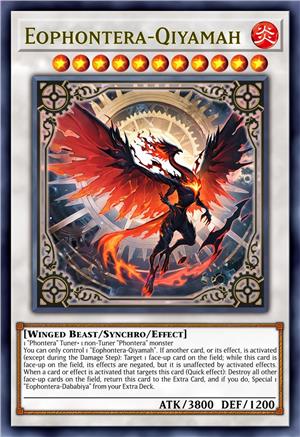 EOPHONTERA-QIYAMAH
炎
[WINGED BEAST/SYNCHRO/EFFECT]
1 "Phontera" Tuner+ 1 non-Tuner "Phontera" monster
You can only control 1 "Eophontera-Qiyamah". If another card, or its effect, is activated
(except during the Damage Step): Target 1 face-up card on the field; while this card is
face-up on the field, its effects are negated, but it is unaffected by activated effects.
When a card or effect is activated that targets this card (Quick effect): Destroy all other
face-up cards on the field, return this card to the Extra Card, and if you do, Special 1
"Eophontera-Dababiya" from your Extra Deck.
ATK/3800 DEF/1200